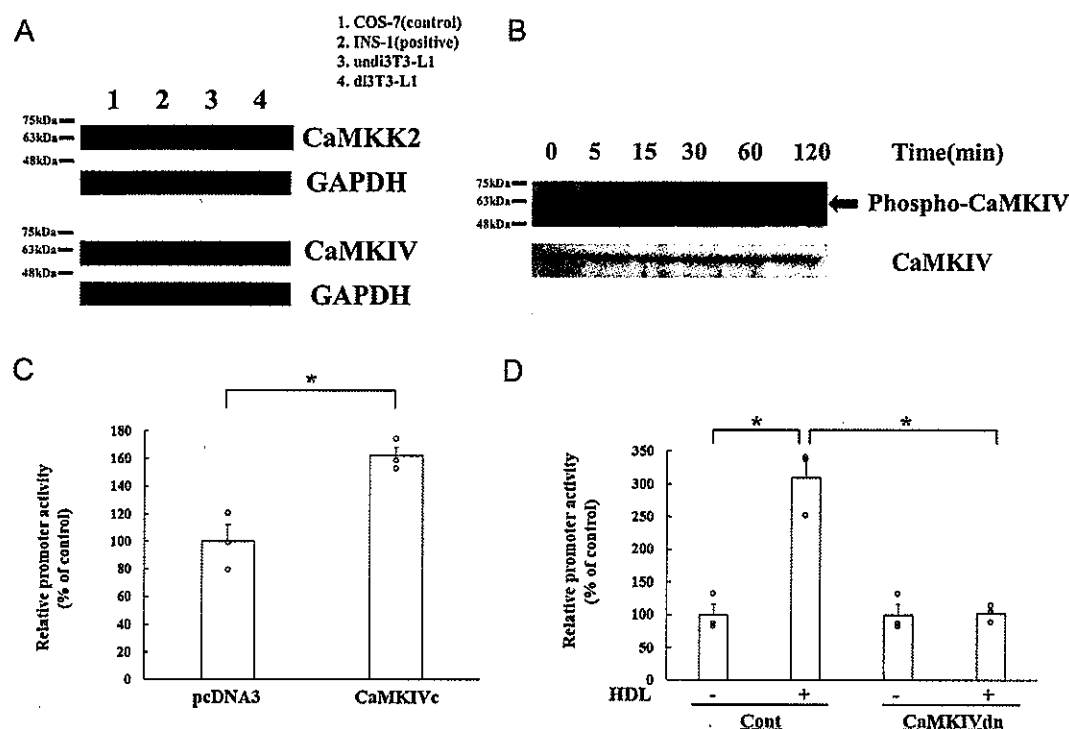 A
1. COS-7(control)
2. INS-1(positive)
3. undi3T3-L1
4. di3T3-L1
1 2 3 4
75kDa
63kDa
48kDa
CaMKK2
GAPDH
75kDa
63kDa
48kDa
CaMKIV
GAPDH
B
0 5 15 30 60 120 Time(min)
75kDa
63kDa
48kDa
Phospho-CaMKIV
CaMKIV
C
*
Relative promoter activity
(% of control)
180
160
140
120
100
80
60
40
20
0
pcDNA3 CaMKIVc
D
* *
Relative promoter activity
(% of control)
350
300
250
200
150
100
50
0
HDL - + - +
Cont CaMKIVdn